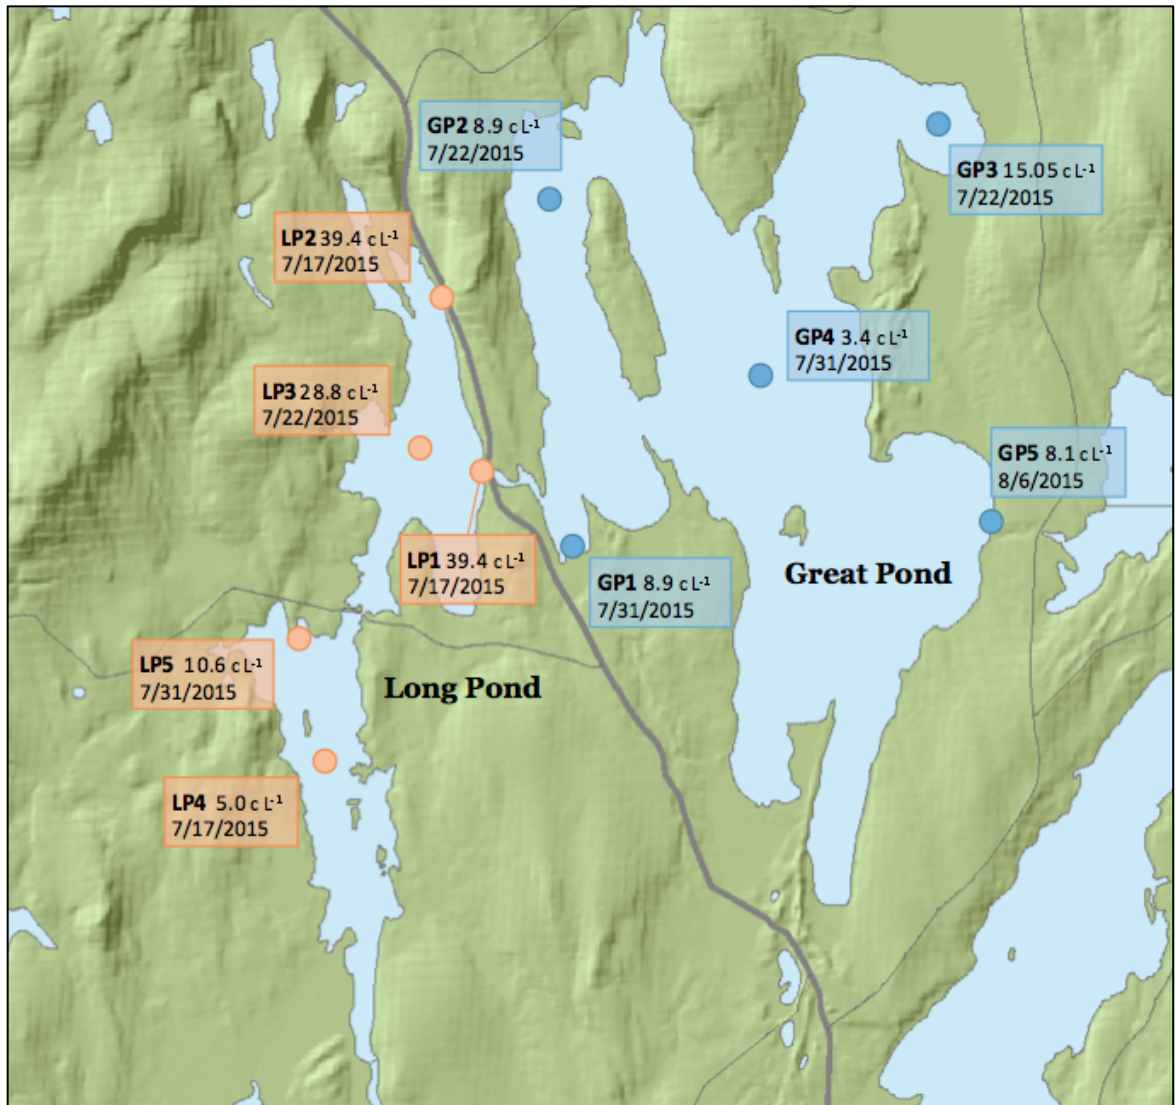 GP2 8.9 c L⁻¹
7/22/2015
GP3 15.05 c L⁻¹
7/22/2015
LP2 39.4 c L⁻¹
7/17/2015
GP4 3.4 c L⁻¹
7/31/2015
LP3 28.8 c L⁻¹
7/22/2015
GP5 8.1 c L⁻¹
8/6/2015
LP1 39.4 c L⁻¹
7/17/2015
GP1 8.9 c L⁻¹
7/31/2015
Great Pond
LP5 10.6 c L⁻¹
7/31/2015
Long Pond
LP4 5.0 c L⁻¹
7/17/2015